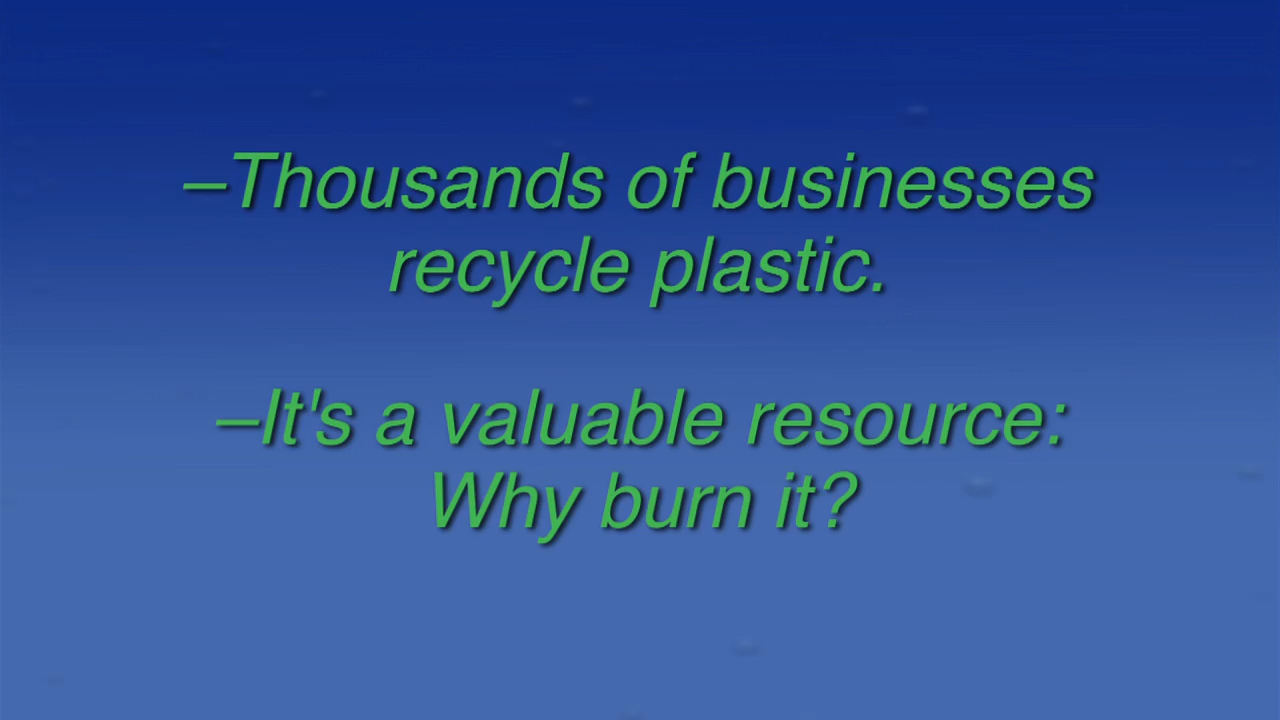 –Thousands of businesses
recycle plastic.
–It's a valuable resource:
Why burn it?